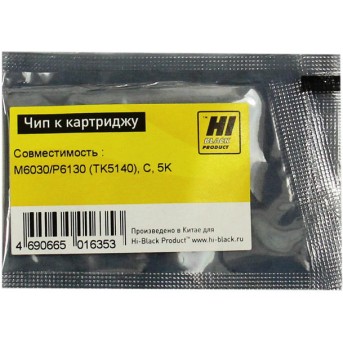 Чип к картриджу
HI
BLACK
PRODUCT
Совместимость :
M6030/P6130 (TK5140), C, 5K
4 690665 016353
Произведено в Китае для
Hi-Black Product™ www.hi-black.ru